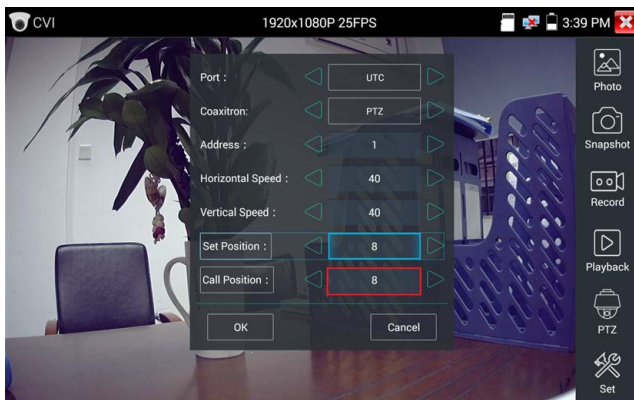 CVI 1920x1080P 25FPS 3:39 PM
Port : UTC
Coaxitron: PTZ
Address : 1
Horizontal Speed : 40
Vertical Speed : 40
Set Position : 8
Call Position : 8
OK Cancel
Photo
Snapshot
Record
Playback
PTZ
Set